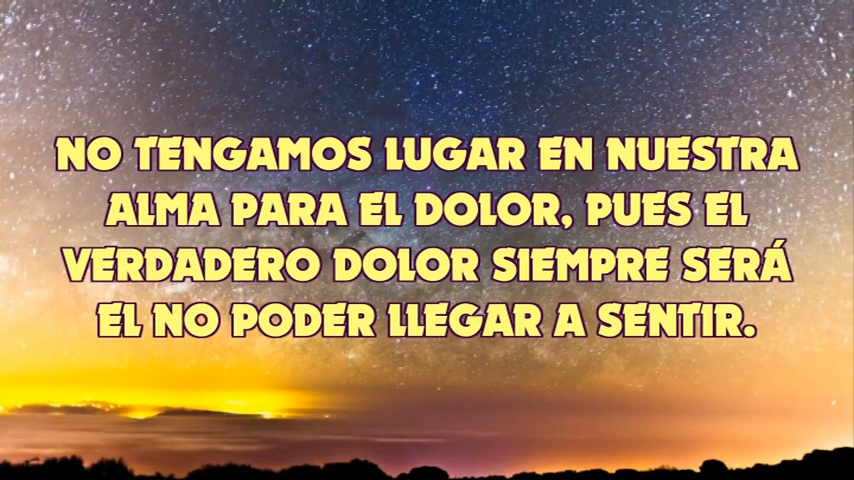 NO TENGAMOS LUGAR EN NUESTRA
ALMA PARA EL DOLOR, PUES EL
VERDADERO DOLOR SIEMPRE SERÁ
EL NO PODER LLEGAR A SENTIR.